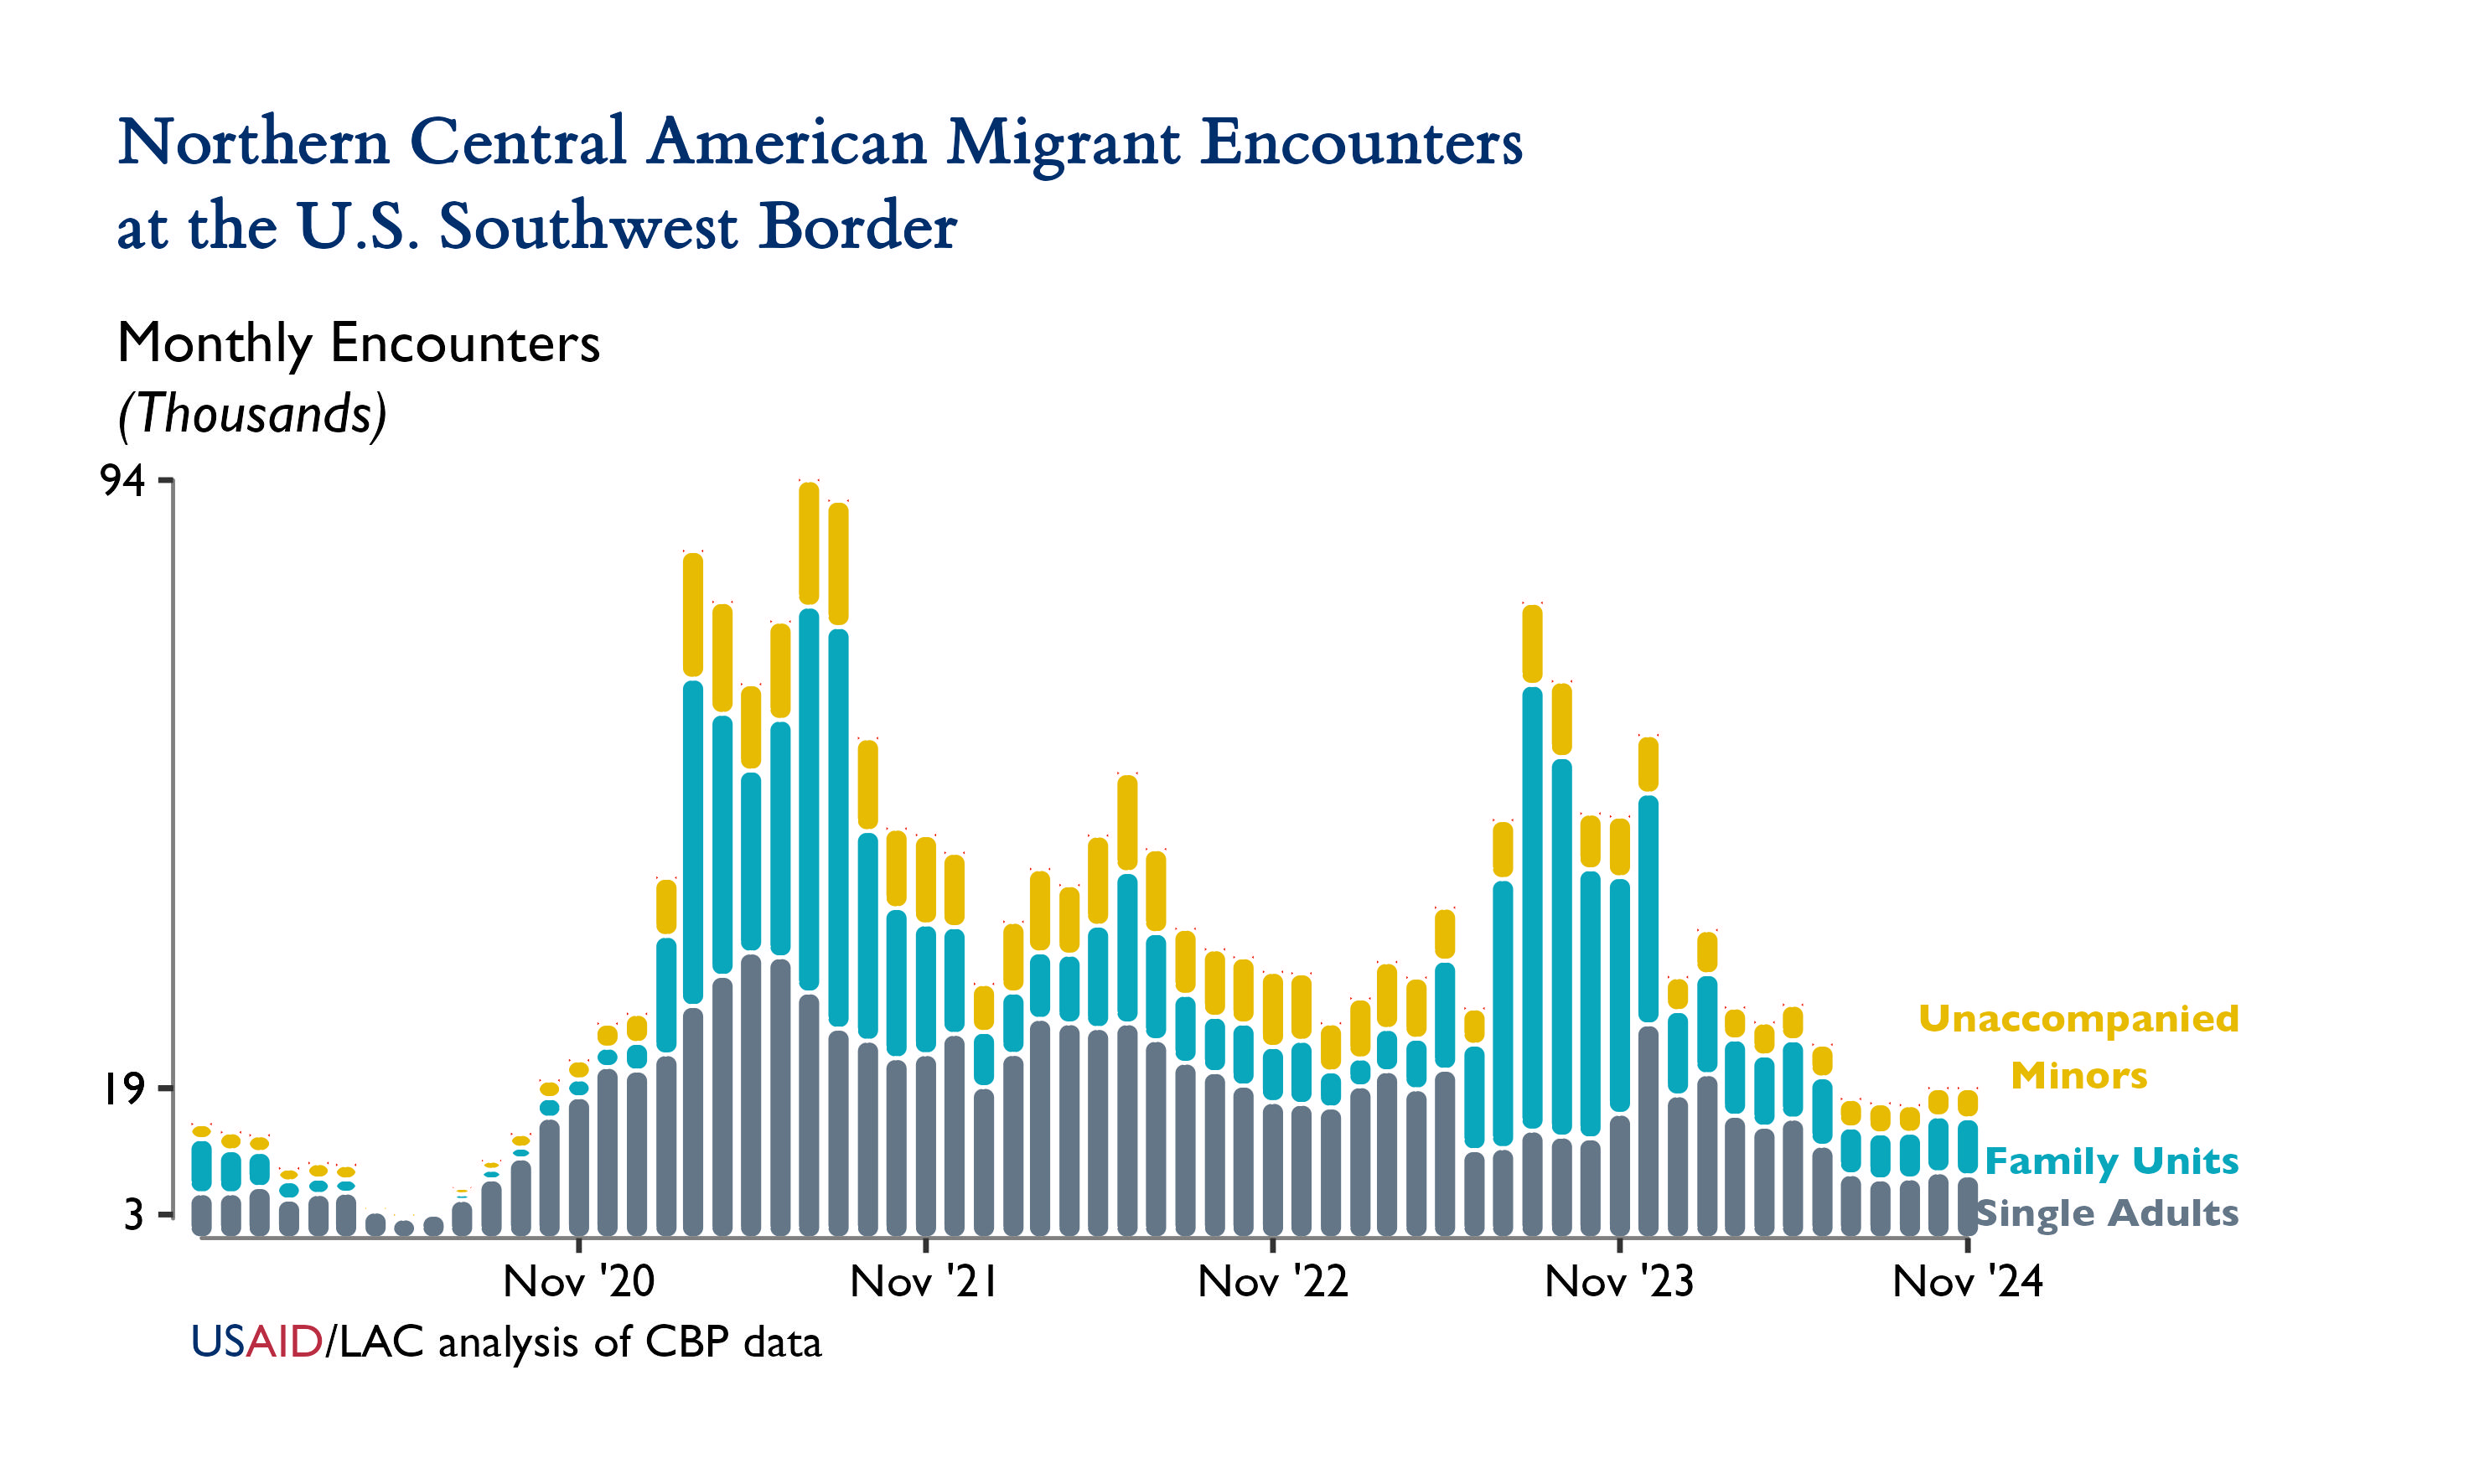 Northern Central American Migrant Encounters
at the U.S. Southwest Border
Monthly Encounters
(Thousands)
94
19
3
Unaccompanied
Minors
Family Units
Single Adults
Nov '20
Nov '21
Nov '22
Nov '23
Nov '24
USAID/LAC analysis of CBP data